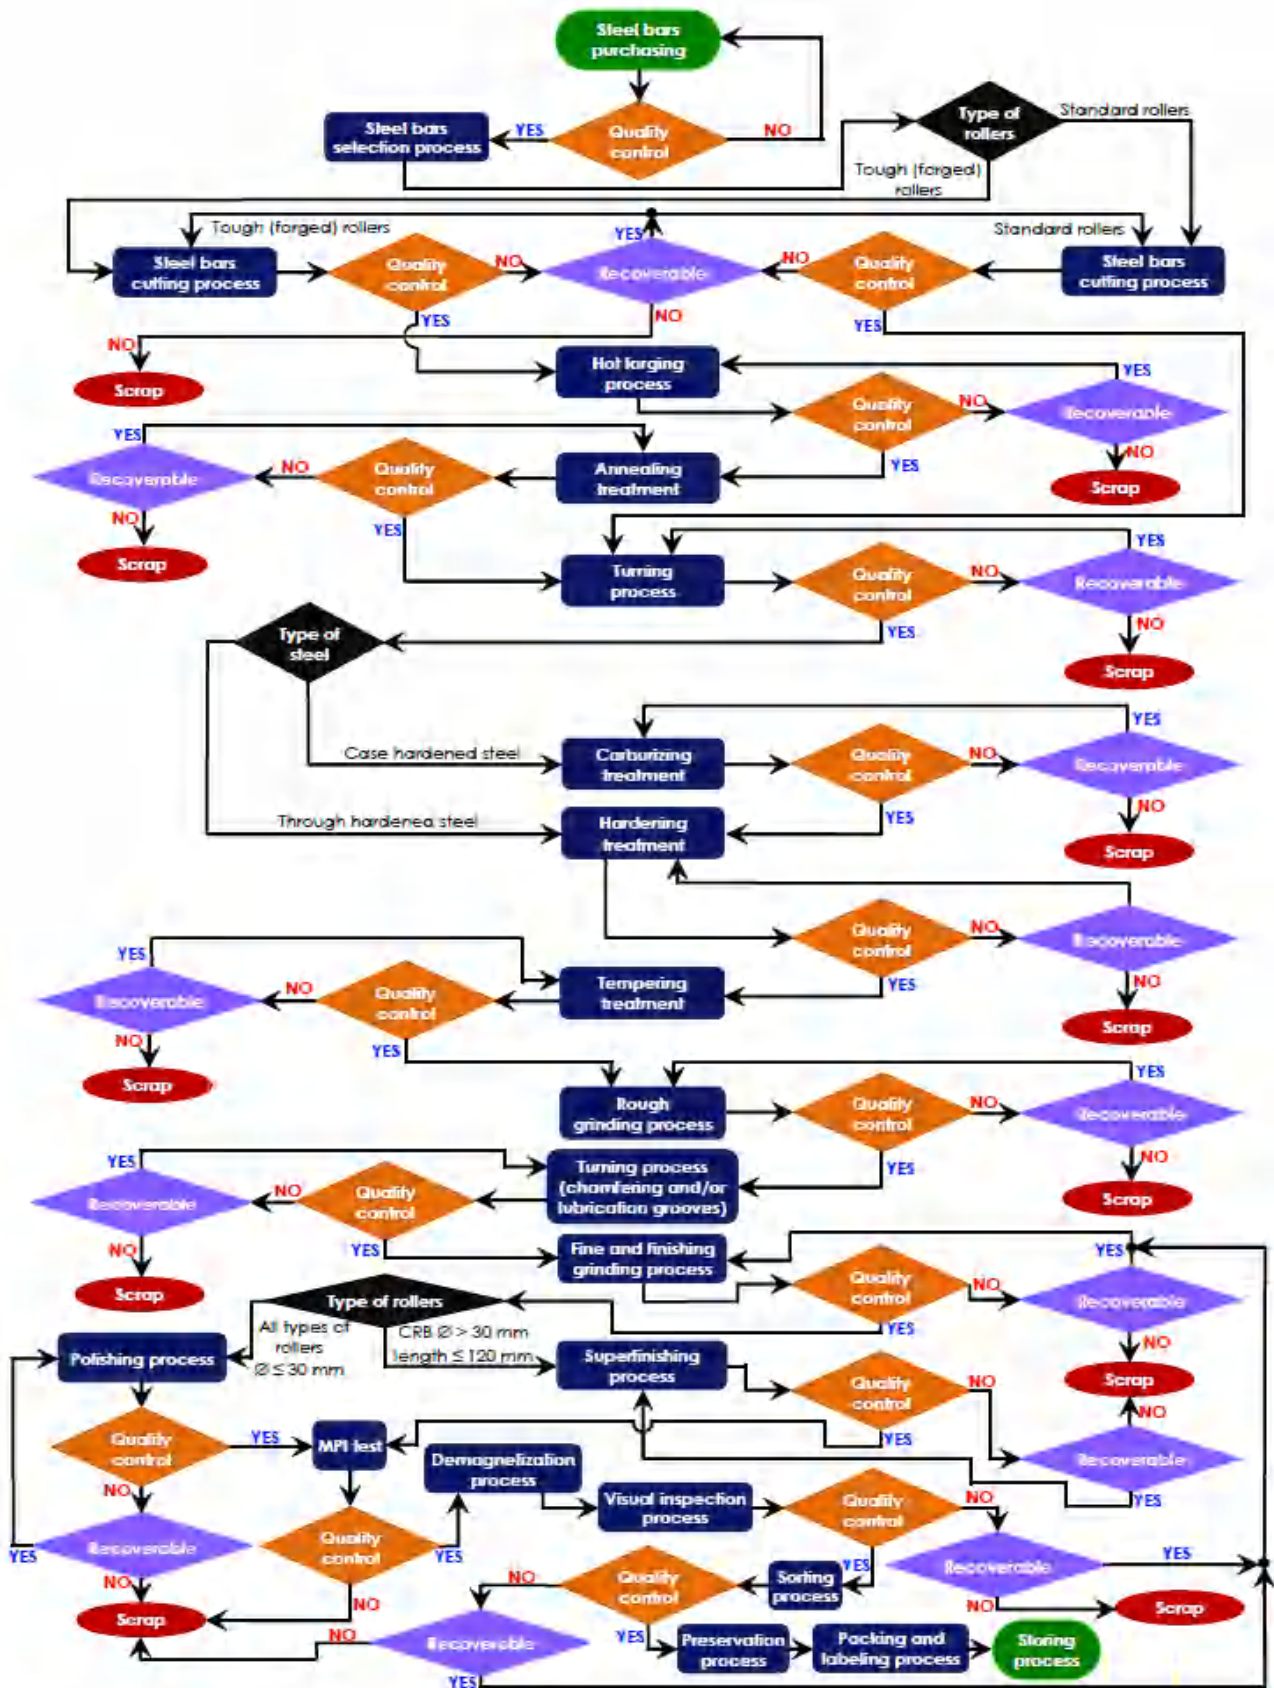 Steel bars
purchasing
Steel bars
selection process
YES
Quality
control
NO
Type of
rollers
Standard rollers
Tough (forged)
rollers
Tough (forged) rollers
Standard rollers
Steel bars
cutting process
Quality
control
NO
YES
Recoverable
NO
Quality
control
Steel bars
cutting process
YES
NO
YES
NO
Scrap
Hot forging
process
YES
Quality
control
NO
Recoverable
YES
NO
Scrap
YES
Recoverable
NO
Quality
control
Annealing
treatment
NO
Scrap
YES
Turning
process
Quality
control
NO
YES
Recoverable
YES
NO
Scrap
Type of
steel
Case hardened steel
Carburizing
treatment
Quality
control
NO
YES
Recoverable
YES
NO
Scrap
Through hardened steel
Hardening
treatment
Quality
control
NO
Recoverable
YES
NO
Scrap
YES
Recoverable
NO
Quality
control
Tempering
treatment
NO
Scrap
YES
Rough
grinding process
Quality
control
NO
YES
Recoverable
YES
NO
Scrap
YES
Recoverable
NO
Quality
control
Turning process
(chamfering and/or
lubrication grooves)
NO
Scrap
YES
Fine and finishing
grinding process
Quality
control
NO
YES
Recoverable
Type of rollers
All types of
rollers
Ø ≤ 30 mm
CRB Ø > 30 mm
length ≤ 120 mm
NO
Scrap
Polishing process
Superfinishing
process
Quality
control
NO
YES
NO
Recoverable
YES
Quality
control
YES
MPI test
Demagnetization
process
Visual inspection
process
Quality
control
NO
NO
Recoverable
YES
Quality
control
YES
YES
Recoverable
YES
NO
Scrap
NO
Scrap
NO
NO
Recoverable
YES
NO
Quality
control
Sorting
process
YES
Preservation
process
Packing and
labeling process
Storing
process